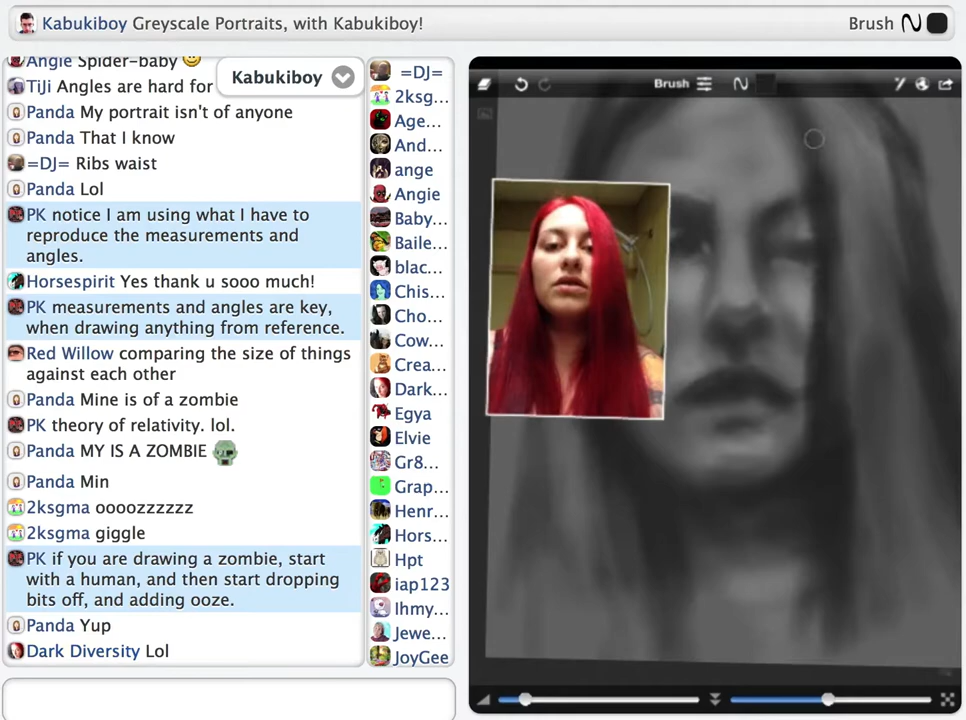 Kabukiboy Greyscale Portraits, with Kabukiboy!
Brush
Angie Spider-baby
TiJi Angles are hard for
Kabukiboy
Panda My portrait isn't of anyone
Panda That I know
=DJ= Ribs waist
Panda Lol
PK notice I am using what I have to
reproduce the measurements and
angles.
Horsespirit Yes thank u sooo much!
PK measurements and angles are key,
when drawing anything from reference.
Red Willow comparing the size of things
against each other
Panda Mine is of a zombie
PK theory of relativity. lol.
Panda MY IS A ZOMBIE
Panda Min
2ksgma oooozzzzzz
2ksgma giggle
PK if you are drawing a zombie, start
with a human, and then start dropping
bits off, and adding ooze.
Panda Yup
Dark Diversity Lol
=DJ=
2ksg...
Age...
And...
ange
Angie
Baby...
Baile...
blac...
Chis...
Cho...
Cow...
Crea...
Dark...
Egya
Elvie
Gr8...
Grap...
Henr...
Hors...
Hpt
iap123
Ihmy...
Jewe...
JoyGee
Brush